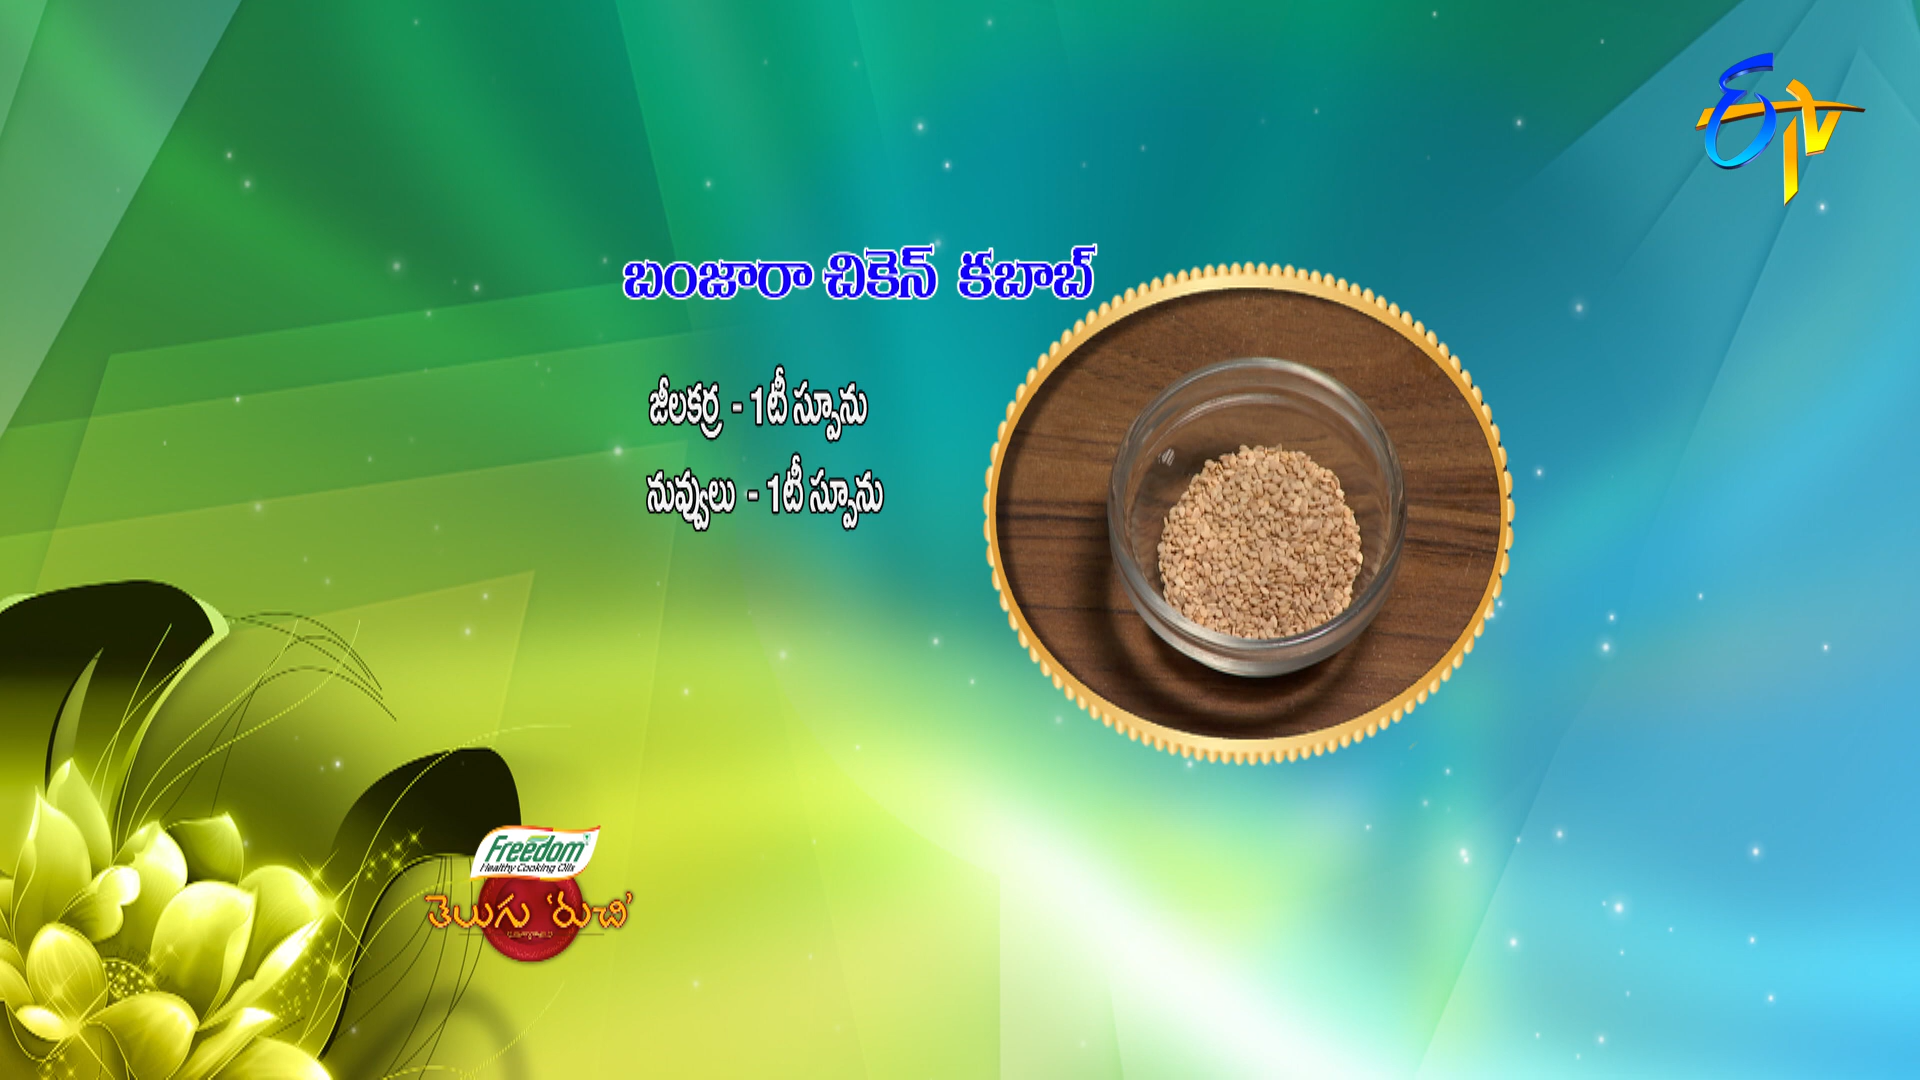 ETV
బంజారా చికెన్ కబాబ్
జీలకర్ర - 1టీ స్పూను
నువ్వులు - 1టీ స్పూను
Freedom
Healthy Cooking Oils
తెలుగు 'రుచి'